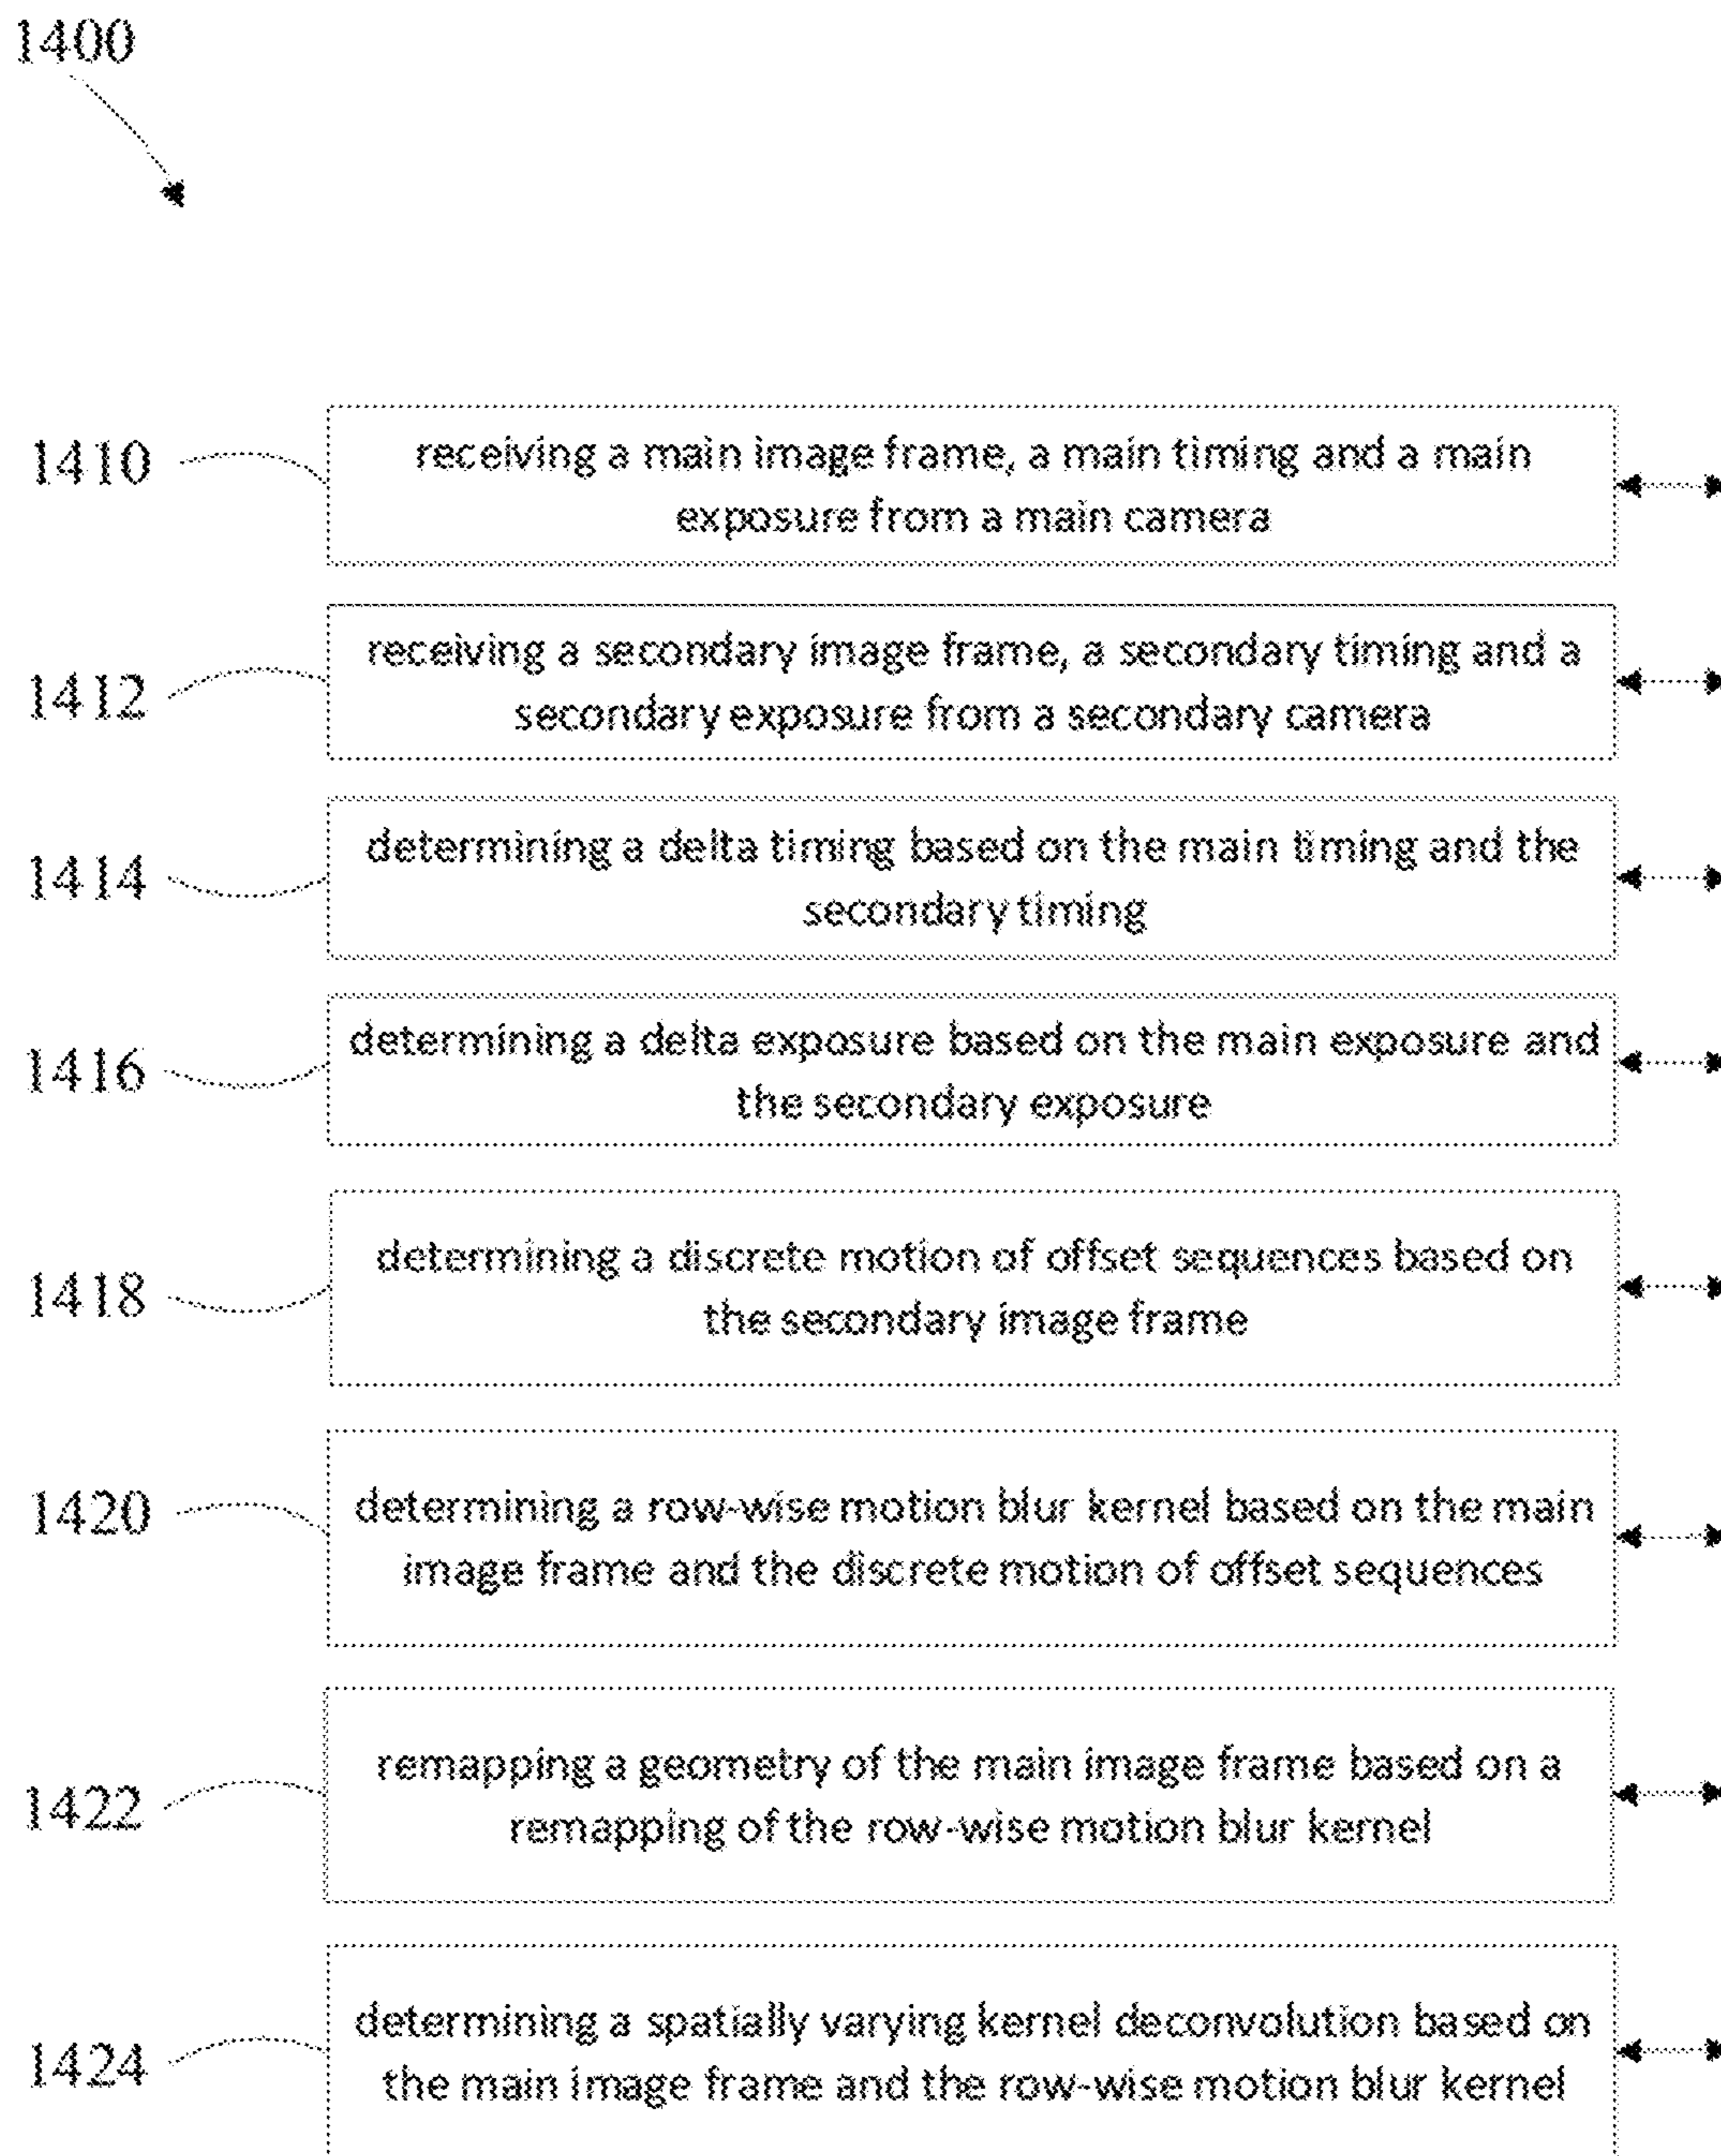 1400
1410
receiving a main image frame, a main timing and a main
exposure from a main camera
1412
receiving a secondary image frame, a secondary timing and a
secondary exposure from a secondary camera
1414
determining a delta timing based on the main timing and the
secondary timing
1416
determining a delta exposure based on the main exposure and
the secondary exposure
1418
determining a discrete motion of offset sequences based on
the secondary image frame
1420
determining a row-wise motion blur kernel based on the main
image frame and the discrete motion of offset sequences
1422
remapping a geometry of the main image frame based on a
remapping of the row-wise motion blur kernel
1424
determining a spatially varying kernel deconvolution based on
the main image frame and the row-wise motion blur kernel